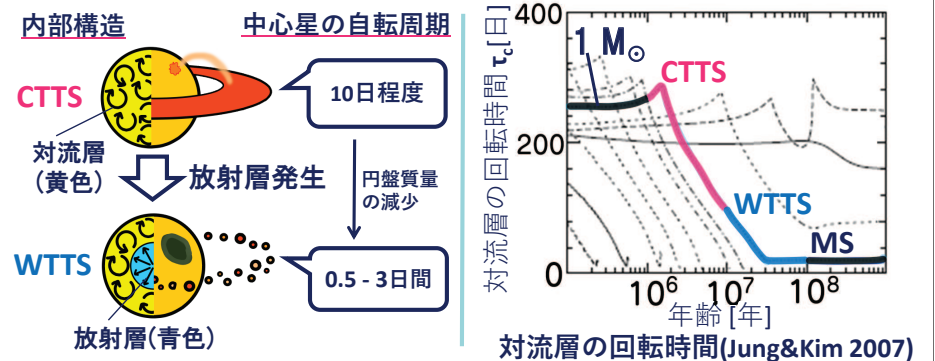 内部構造
中心星の自転周期
CTTS
10日程度
対流層
(黄色)
放射層発生
円盤質量
の減少
WTTS
0.5 - 3日間
放射層(青色)
対流層の回転時間 τc[日]
400
200
0
1 M⊙
CTTS
WTTS
MS
10⁶
10⁷
10⁸
年齢 [年]
対流層の回転時間(Jung&Kim 2007)